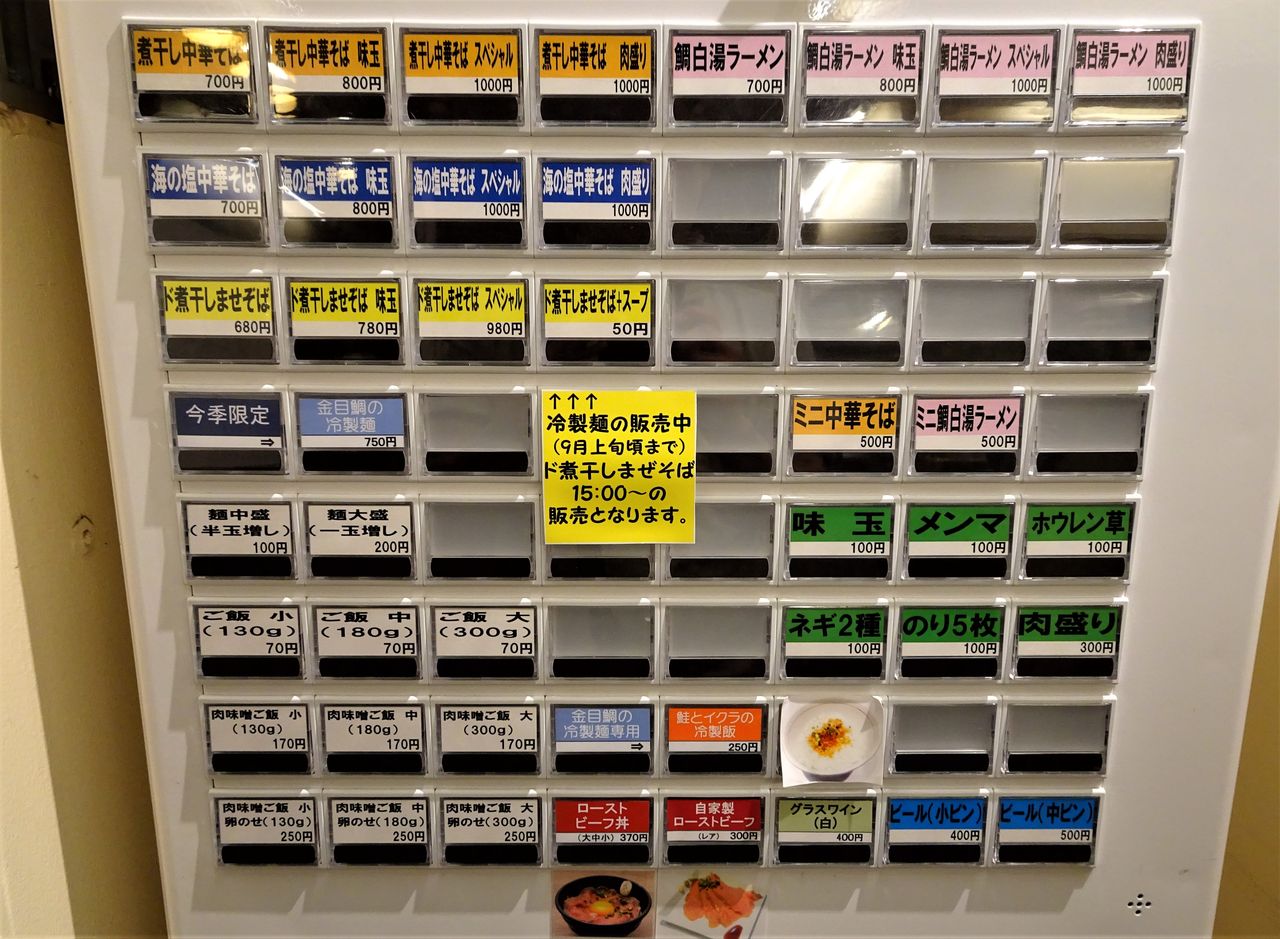 煮干し中華そば
700円
煮干し中華そば 味玉
800円
煮干し中華そば スペシャル
1000円
煮干し中華そば 肉盛り
1000円
鯛白湯ラーメン
700円
鯛白湯ラーメン 味玉
800円
鯛白湯ラーメン スペシャル
1000円
鯛白湯ラーメン 肉盛り
1000円
海の塩中華そば
700円
海の塩中華そば 味玉
800円
海の塩中華そば スペシャル
1000円
海の塩中華そば 肉盛り
1000円
ド煮干しませそば
680円
ド煮干しませそば 味玉
780円
ド煮干しませそば スペシャル
980円
ド煮干しませそば+スープ
50円
今季限定
⇒
金目鯛の
冷製麺
750円
↑↑↑
冷製麺の販売中
(9月上旬頃まで)
ド煮干しまぜそば
15:00〜の
販売となります。
ミニ中華そば
500円
ミニ鯛白湯ラーメン
500円
麺中盛
(半玉増し)
100円
麺大盛
(一玉増し)
200円
味 玉
100円
メンマ
100円
ホウレン草
100円
ご飯 小
(130g)
70円
ご飯 中
(180g)
70円
ご飯 大
(300g)
70円
ネギ2種
100円
のり5枚
100円
肉盛り
300円
肉味噌ご飯 小
(130g)
170円
肉味噌ご飯 中
(180g)
170円
肉味噌ご飯 大
(300g)
170円
金目鯛の
冷製麺専用
⇒
鮭とイクラの
冷製飯
250円
肉味噌ご飯 小
卵のせ(130g)
250円
肉味噌ご飯 中
卵のせ(180g)
250円
肉味噌ご飯 大
卵のせ(300g)
250円
ロースト
ビーフ丼
(大中小) 370円
自家製
ローストビーフ
(レア) 300円
グラスワイン
(白)
400円
ビール(小ビン)
400円
ビール(中ビン)
500円